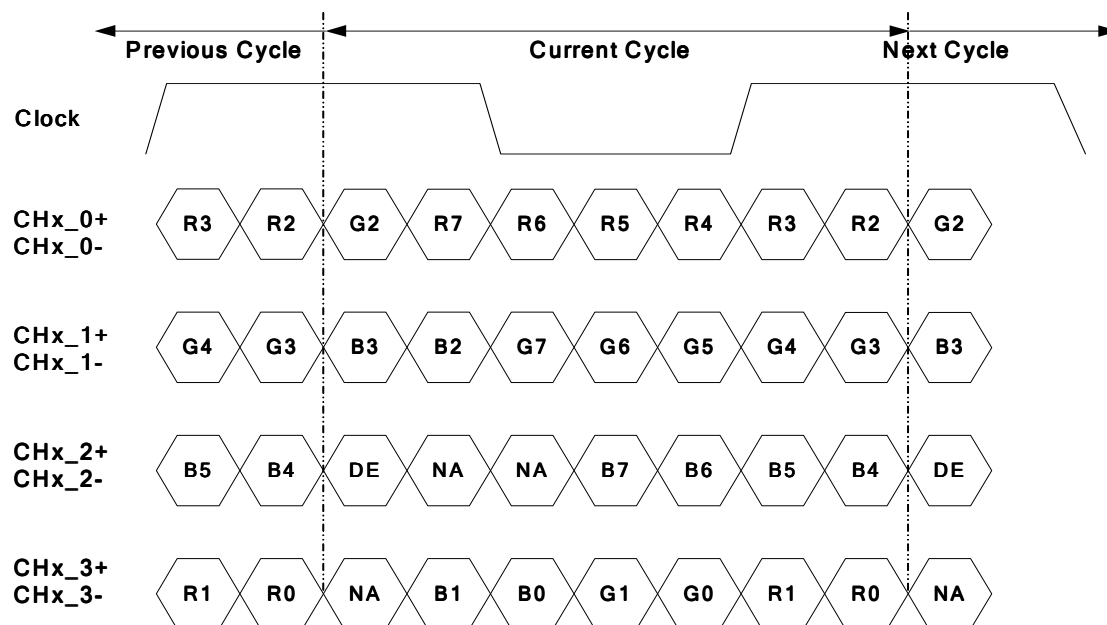 Previous Cycle Current Cycle Next Cycle
Clock
CHx_0+
CHx_0-
R3 R2 G2 R7 R6 R5 R4 R3 R2 G2
CHx_1+
CHx_1-
G4 G3 B3 B2 G7 G6 G5 G4 G3 B3
CHx_2+
CHx_2-
B5 B4 DE NA NA B7 B6 B5 B4 DE
CHx_3+
CHx_3-
R1 R0 NA B1 B0 G1 G0 R1 R0 NA